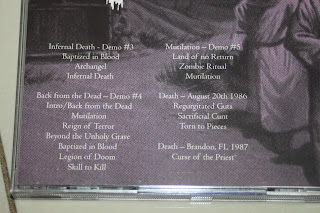 Infernal Death - Demo #3
Baptized in Blood
Archangel
Infernal Death
Back from the Dead – Demo #4
Intro/Back from the Dead
Mutilation
Reign of Terror
Beyond the Unholy Grave
Baptized in Blood
Legion of Doom
Skill to Kill
Mutilation – Demo #5
Land of no Return
Zombie Ritual
Mutilation
Death – August 20th 1986
Regurgitated Guts
Sacrificial Cunt
Torn to Pieces
Death – Brandon, FL 1987
Curse of the Priest